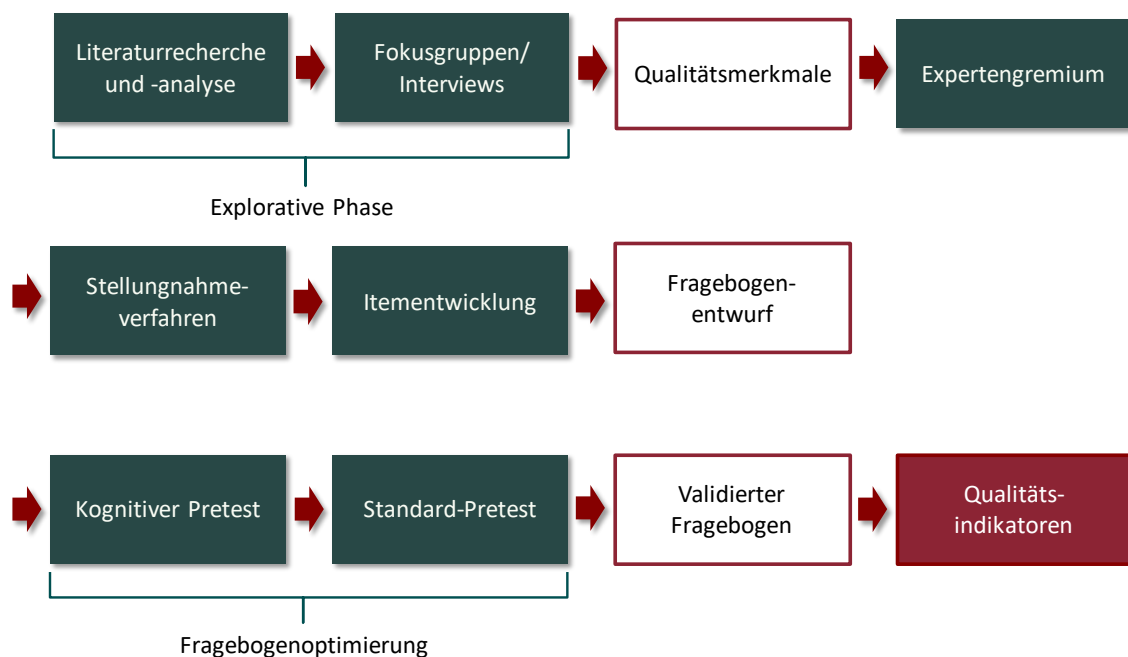 Literaturrecherche
und -analyse
Fokusgruppen/
Interviews
Qualitätsmerkmale
Expertengremium
Explorative Phase
Stellungnahme-
verfahren
Itementwicklung
Fragebogen-
entwurf
Kognitiver Pretest
Standard-Pretest
Validierter
Fragebogen
Qualitäts-
indikatoren
Fragebogenoptimierung